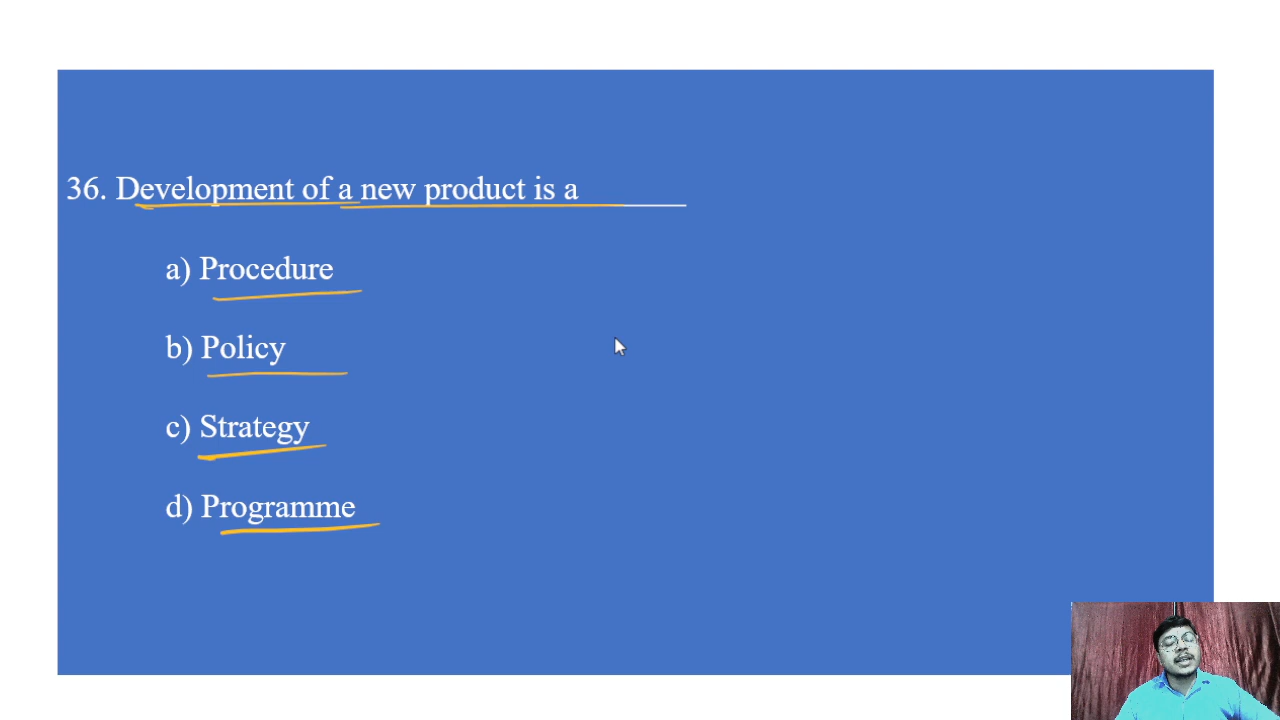 36. Development of a new product is a ______
a) Procedure
b) Policy
c) Strategy
d) Programme